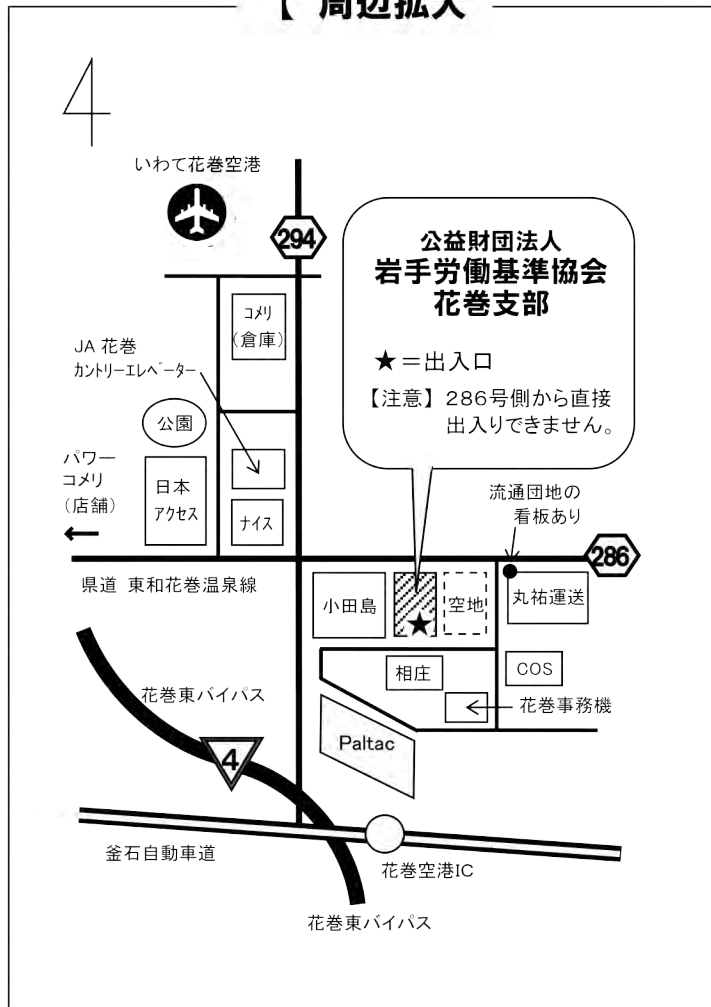 【 周辺拡大
4
いわて花巻空港
294
公益財団法人
岩手労働基準協会
花巻支部
★＝出入口
【注意】 286号側から直接
出入りできません。
コメリ
(倉庫)
JA 花巻
カントリーエレベーター
公園
パワー
コメリ
(店舗)
←
日本
アクセス
ナイス
流通団地の
看板あり
286
県道 東和花巻温泉線
小田島
★
空地
丸祐運送
相庄
COS
花巻事務機
花巻東バイパス
4
Paltac
釜石自動車道
花巻空港IC
花巻東バイパス